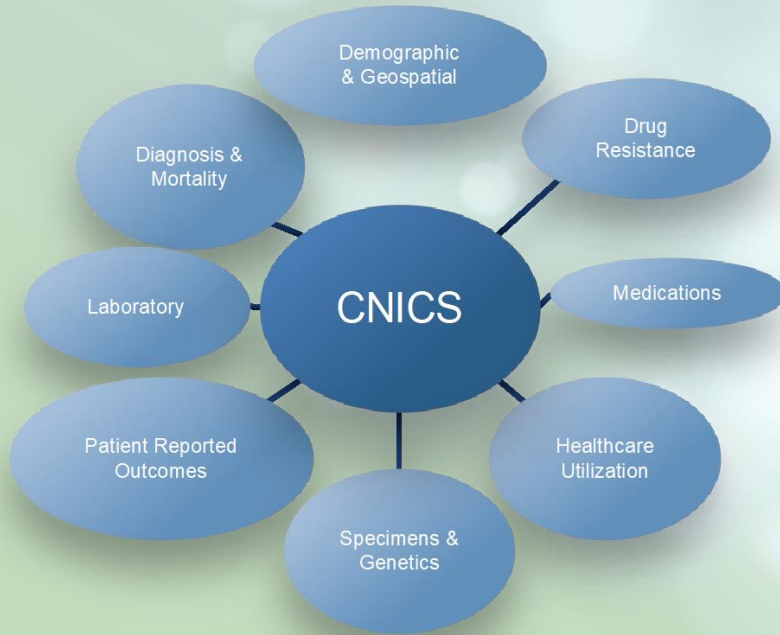 Demographic
& Geospatial
Drug
Resistance
Diagnosis &
Mortality
CNICS
Laboratory
Medications
Patient Reported
Outcomes
Healthcare
Utilization
Specimens &
Genetics